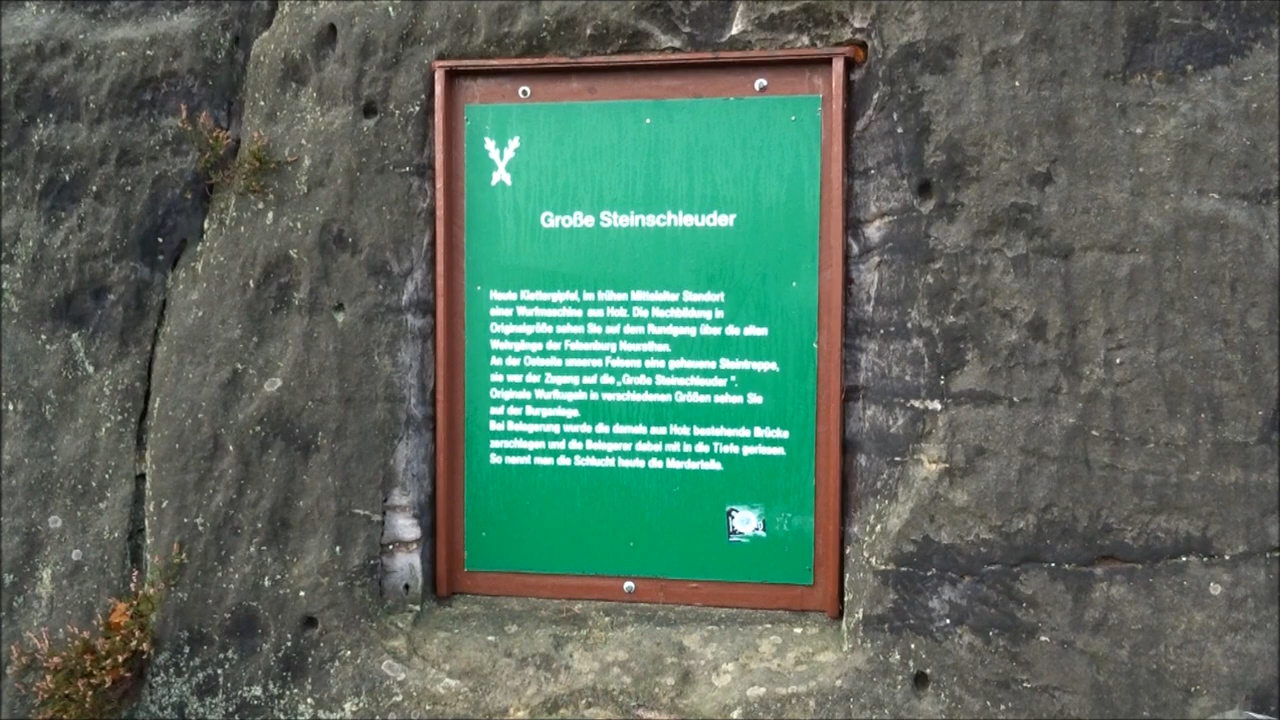 Große Steinschleuder
Heute Klettergipfel, im frühen Mittelalter Standort
einer Wurfmaschine aus Holz. Die Nachbildung in
Originalgröße sehen Sie auf dem Rundgang über die alten
Wehrgänge der Felsenburg Neurathen.
An der Ostseite unseres Felsens eine gehauene Steintreppe,
sie war der Zugang auf die „Große Steinschleuder ".
Originale Wurfkugeln in verschiedenen Größen sehen Sie
auf der Burganlage.
Bei Belagerung wurde die damals aus Holz bestehende Brücke
zerschlagen und die Belagerer dabei mit in die Tiefe gerissen.
So nennt man die Schlucht heute die Martertelle.